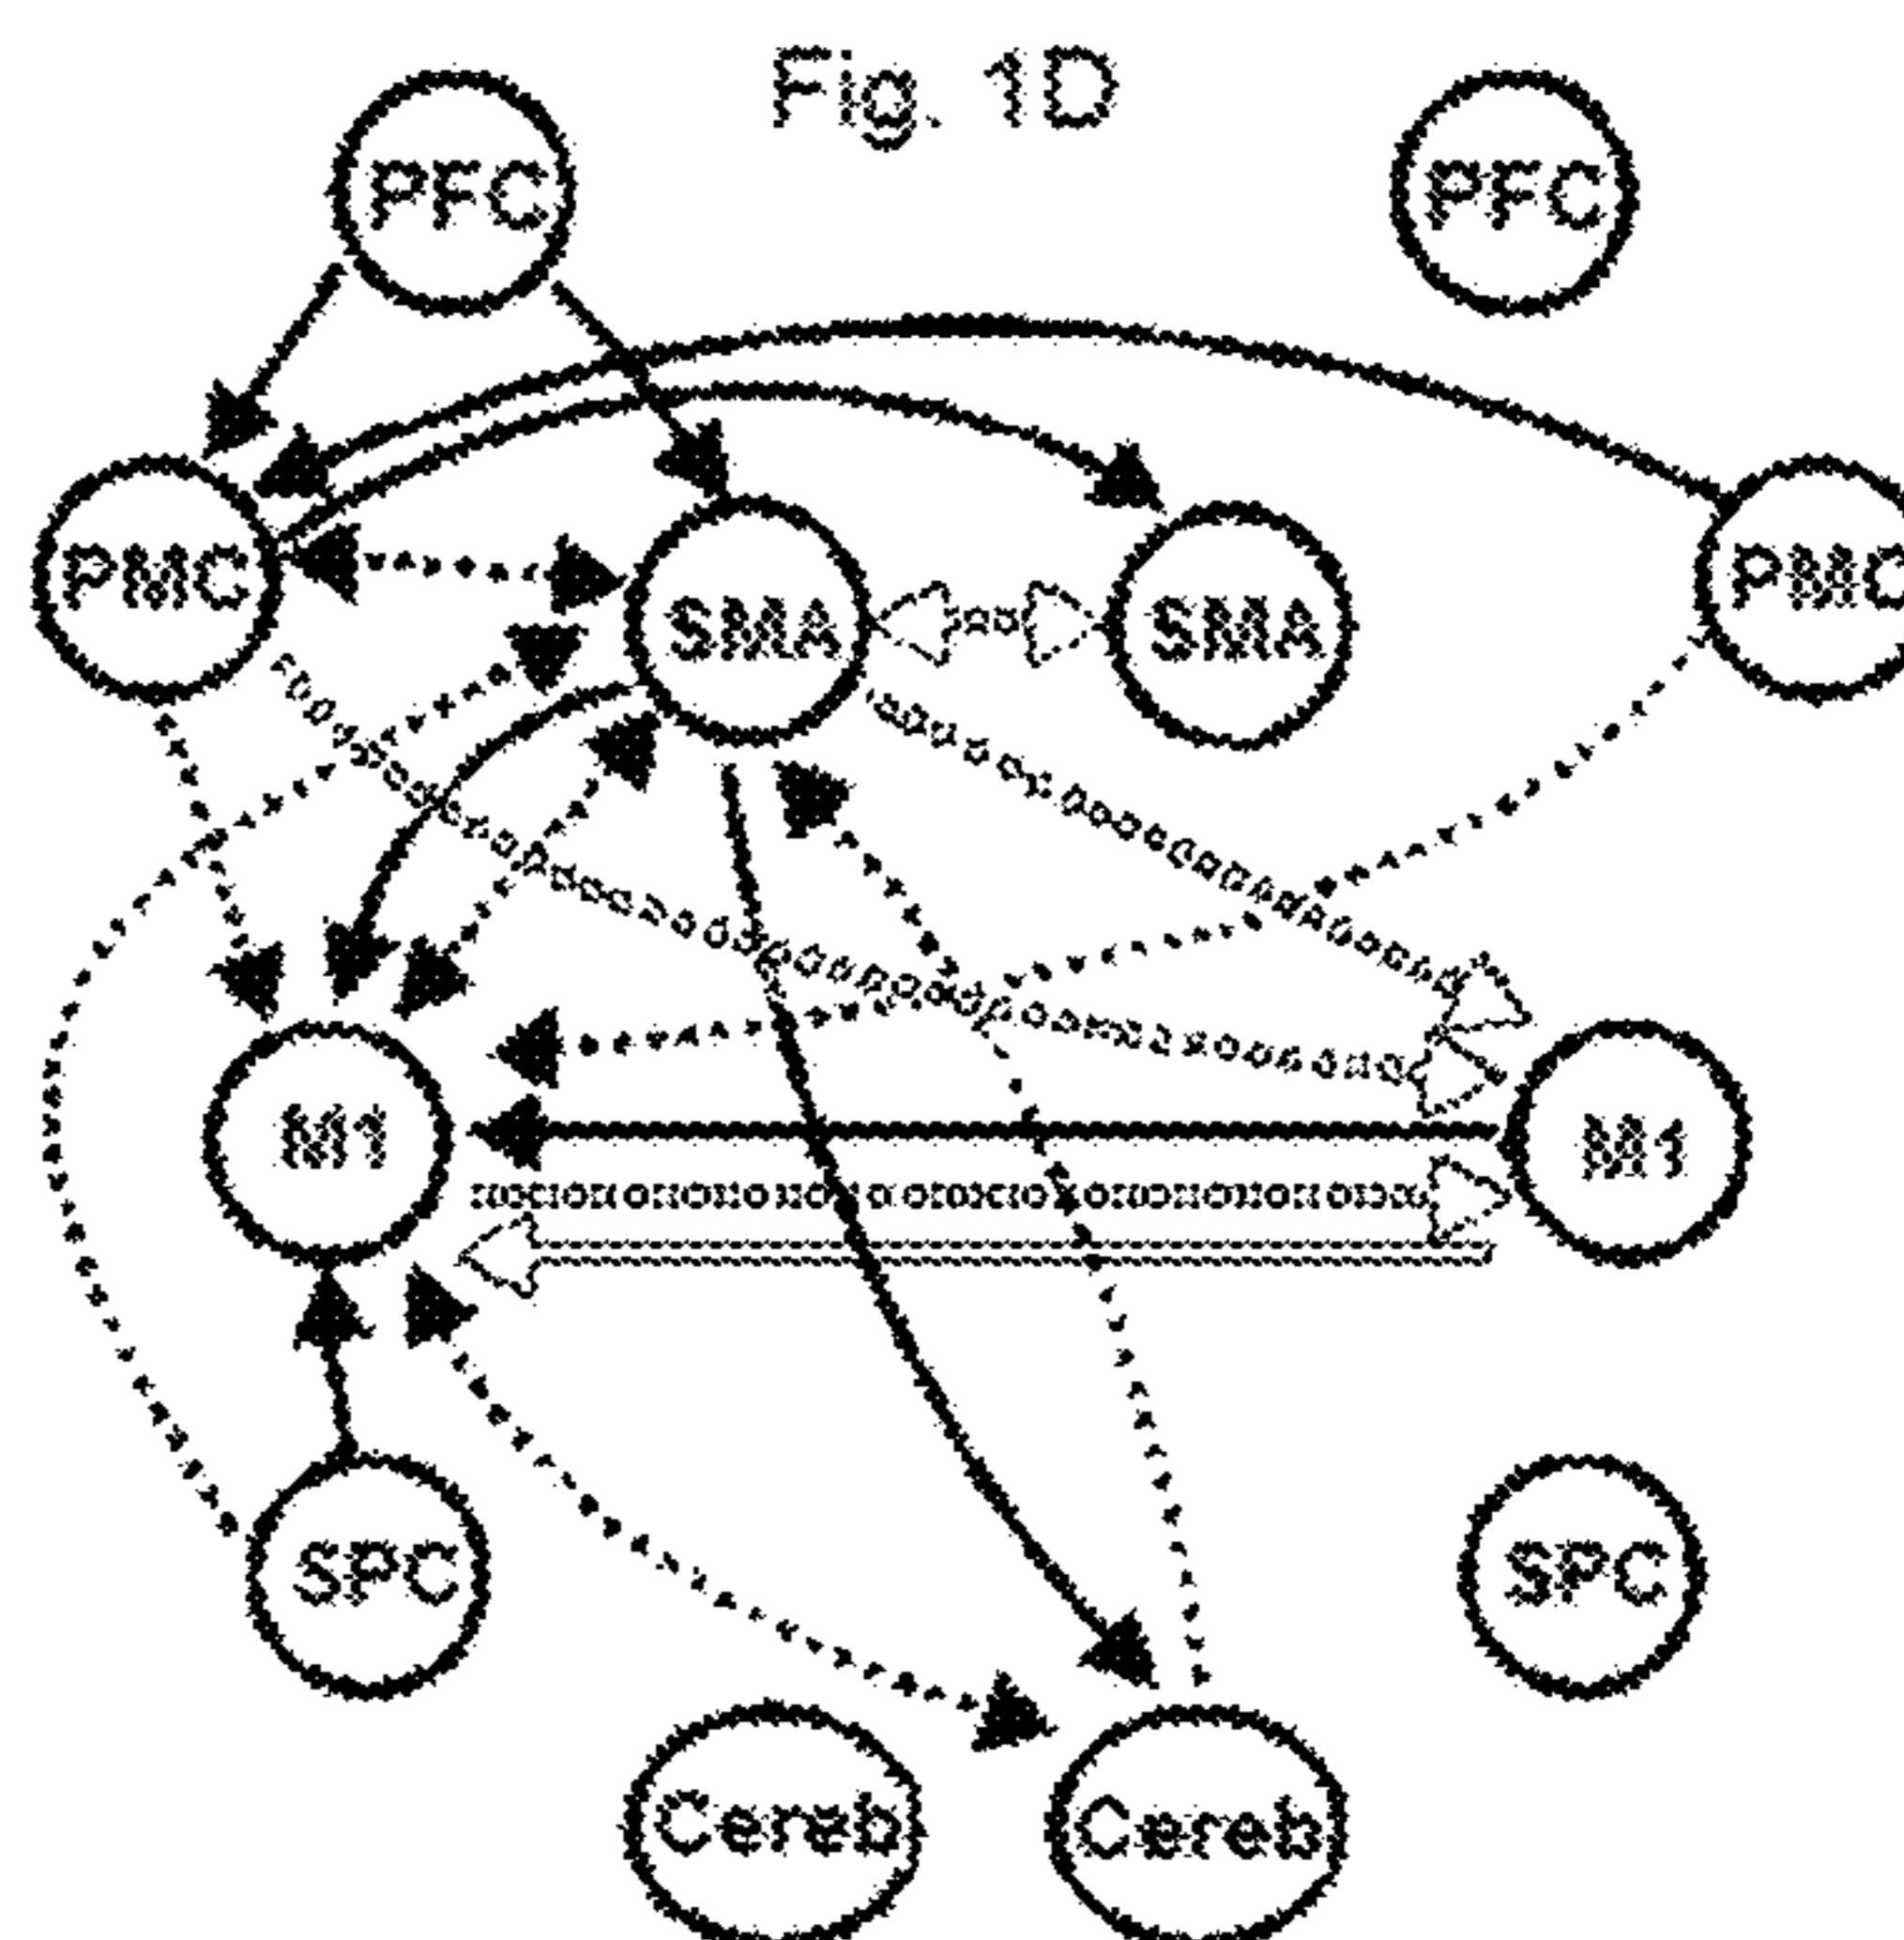 Fig. 1D
PFC
PFC
PMC
SMA
SMA
PMC
M1
M1
SPC
SPC
Cereb
Cereb